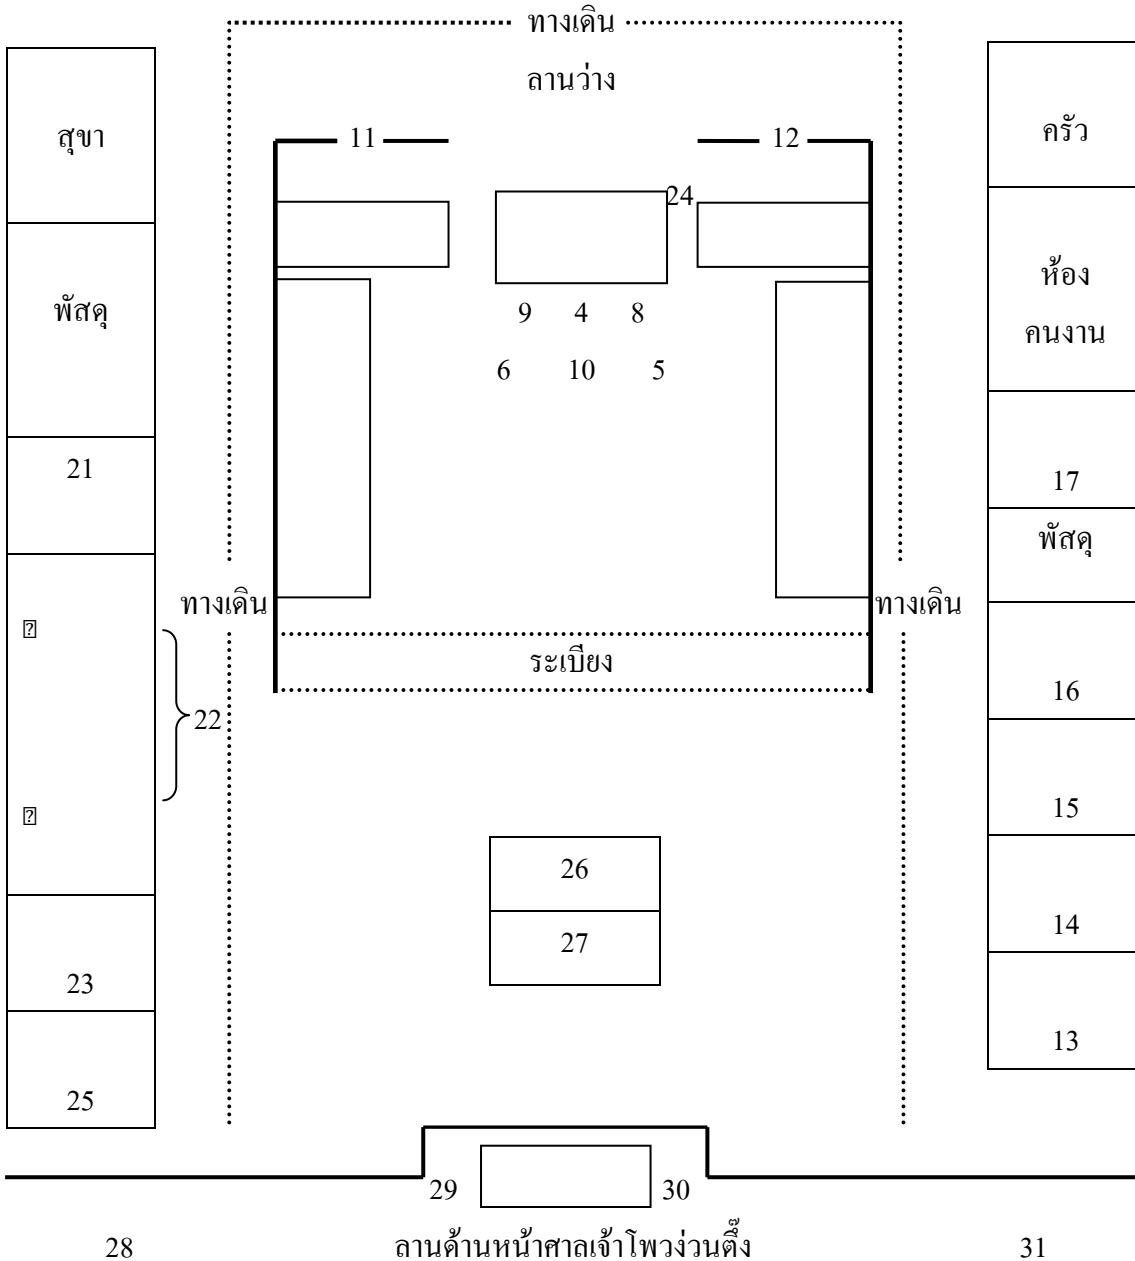 ทางเดิน
ลานว่าง
สุขา
ครัว
11
12
24
พัสดุ
ห้อง
คนงาน
9 4 8
6 10 5
21
17
พัสดุ
ทางเดิน
ทางเดิน
ระเบียง
22
16
15
26
27
14
23
13
25
29
30
28
ลานด้านหน้าศาลเจ้าโพวง่วนตึ๊ง
31